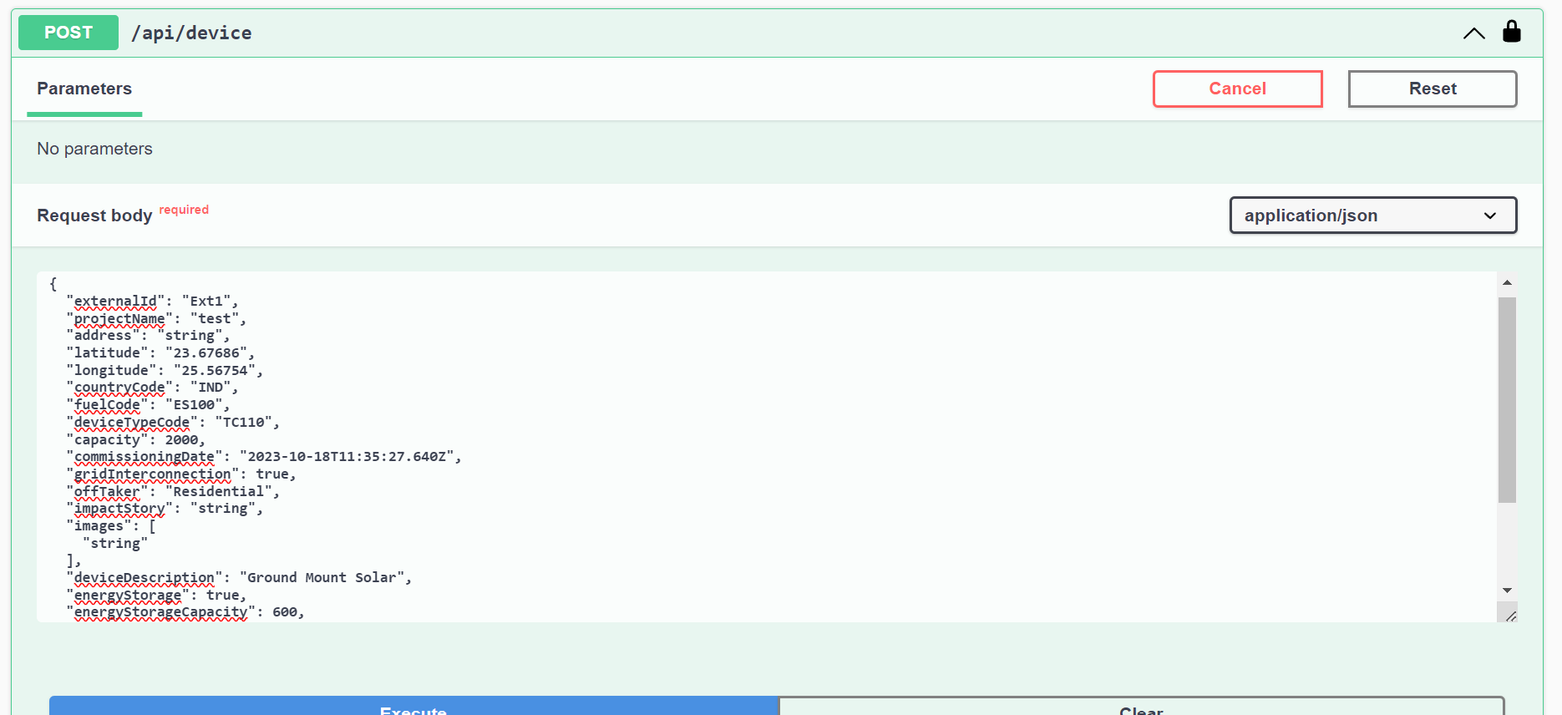 POST /api/device
Parameters
Cancel
Reset
No parameters
Request body required
application/json
{
"externalId": "Ext1",
"projectName": "test",
"address": "string",
"latitude": "23.67686",
"longitude": "25.56754",
"countryCode": "IND",
"fuelCode": "ES100",
"deviceTypeCode": "TC110",
"capacity": 2000,
"commissioningDate": "2023-10-18T11:35:27.640Z",
"gridInterconnection": true,
"offTaker": "Residential",
"impactStory": "string",
"images": [
"string"
],
"deviceDescription": "Ground Mount Solar",
"energyStorage": true,
"energyStorageCapacity": 600,
Execute
Clear